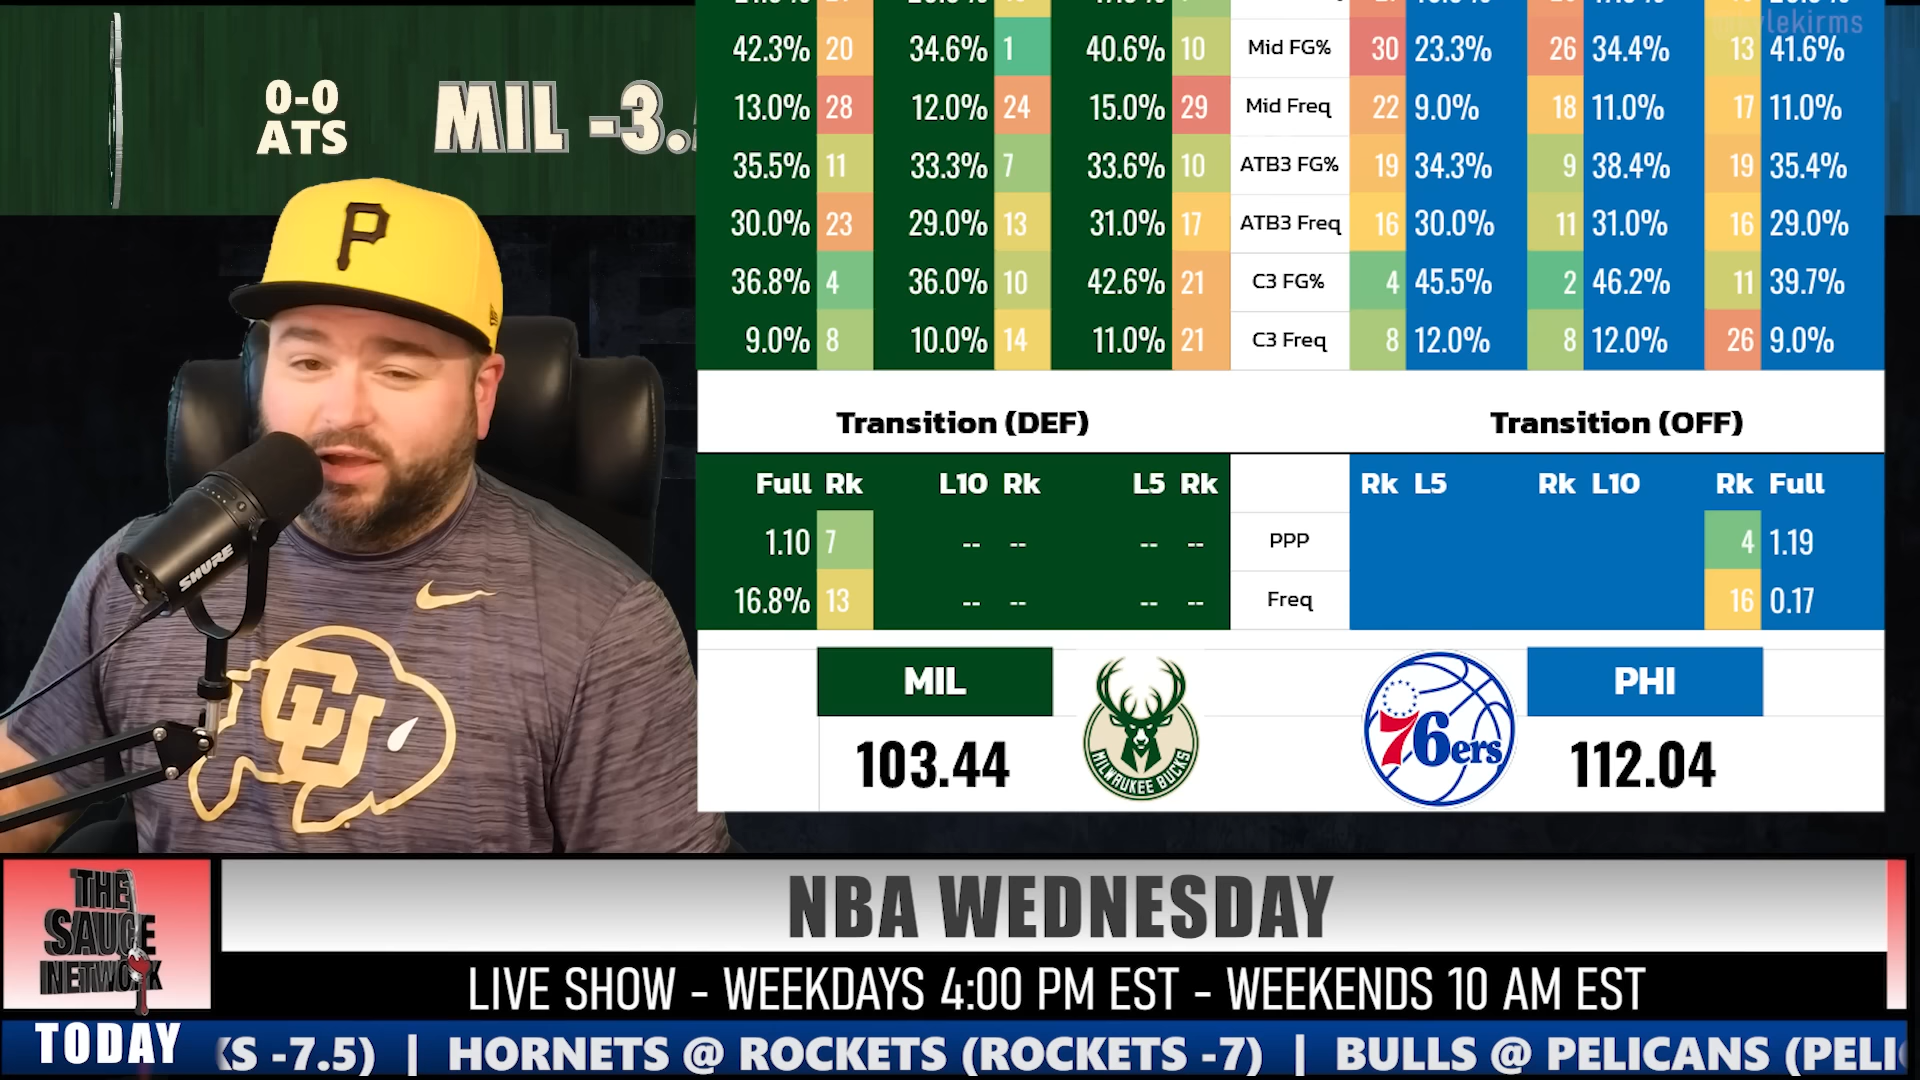 0-0
ATS
MIL -3.
42.3% 20 34.6% 1 40.6% 10 Mid FG% 30 23.3% 26 34.4% 13 41.6%
13.0% 28 12.0% 24 15.0% 29 Mid Freq 22 9.0% 18 11.0% 17 11.0%
35.5% 11 33.3% 7 33.6% 10 ATB3 FG% 19 34.3% 9 38.4% 19 35.4%
30.0% 23 29.0% 13 31.0% 17 ATB3 Freq 16 30.0% 11 31.0% 16 29.0%
36.8% 4 36.0% 10 42.6% 21 C3 FG% 4 45.5% 2 46.2% 11 39.7%
9.0% 8 10.0% 14 11.0% 21 C3 Freq 8 12.0% 8 12.0% 26 9.0%
Transition (DEF) Transition (OFF)
Full Rk L10 Rk L5 Rk Rk L5 Rk L10 Rk Full
1.10 7 -- -- -- -- PPP 4 1.19
16.8% 13 -- -- -- -- Freq 16 0.17
MIL PHI
103.44 112.04
MILWAUKEE BUCKS
76ers
P
SHURE
CU
THE
SAUCE
NETWORK
NBA WEDNESDAY
LIVE SHOW - WEEKDAYS 4:00 PM EST - WEEKENDS 10 AM EST
TODAY
KS -7.5) | HORNETS @ ROCKETS (ROCKETS -7) | BULLS @ PELICANS (PELI